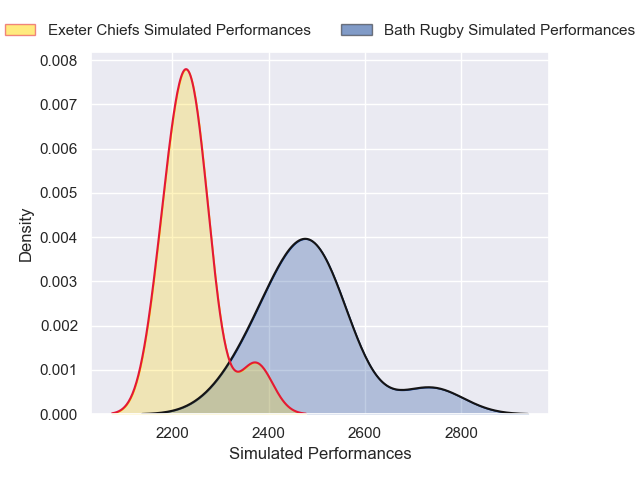 Exeter Chiefs Simulated Performances Bath Rugby Simulated Performances
0.008
0.007
0.006
0.005
0.004
0.003
0.002
0.001
0.000
Density
2200 2400 2600 2800
Simulated Performances